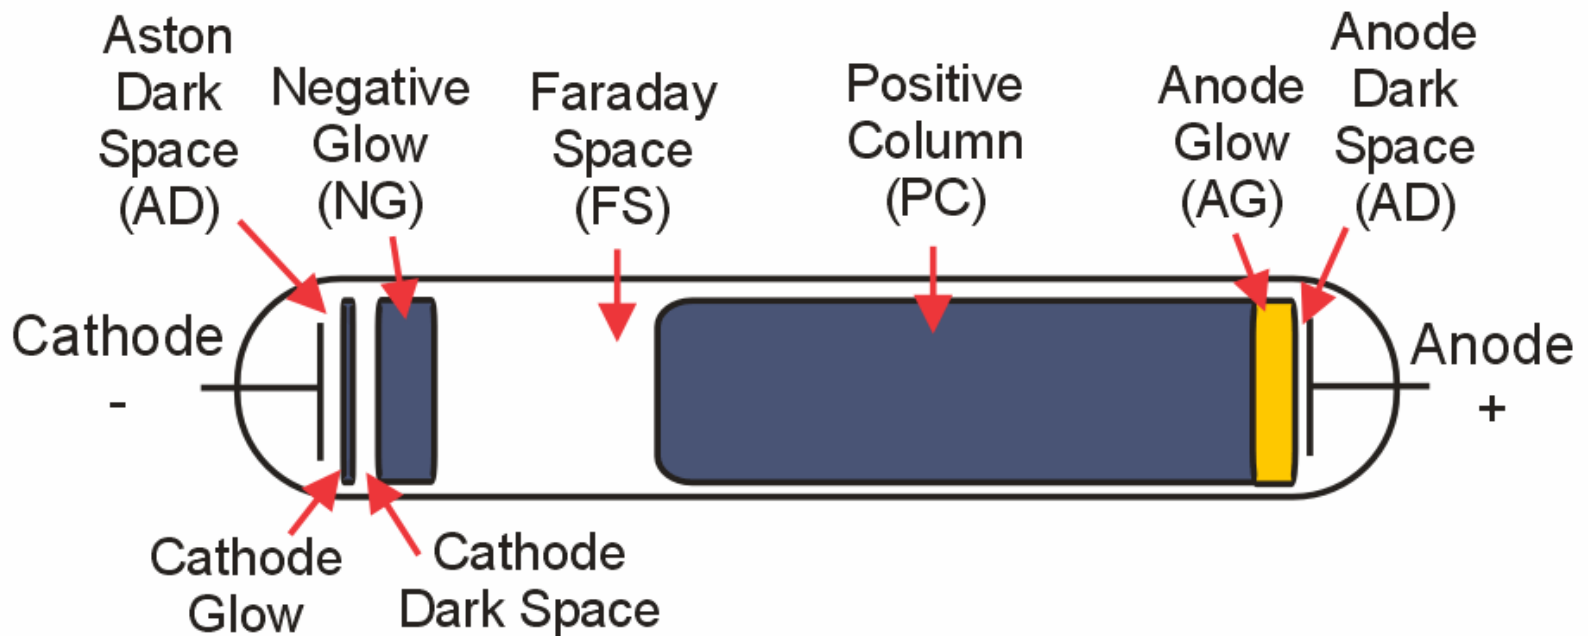 Aston
Dark
Space
(AD)
Negative
Glow
(NG)
Faraday
Space
(FS)
Positive
Column
(PC)
Anode
Glow
(AG)
Anode
Dark
Space
(AD)
Cathode
-
Anode
+
Cathode
Glow
Cathode
Dark Space